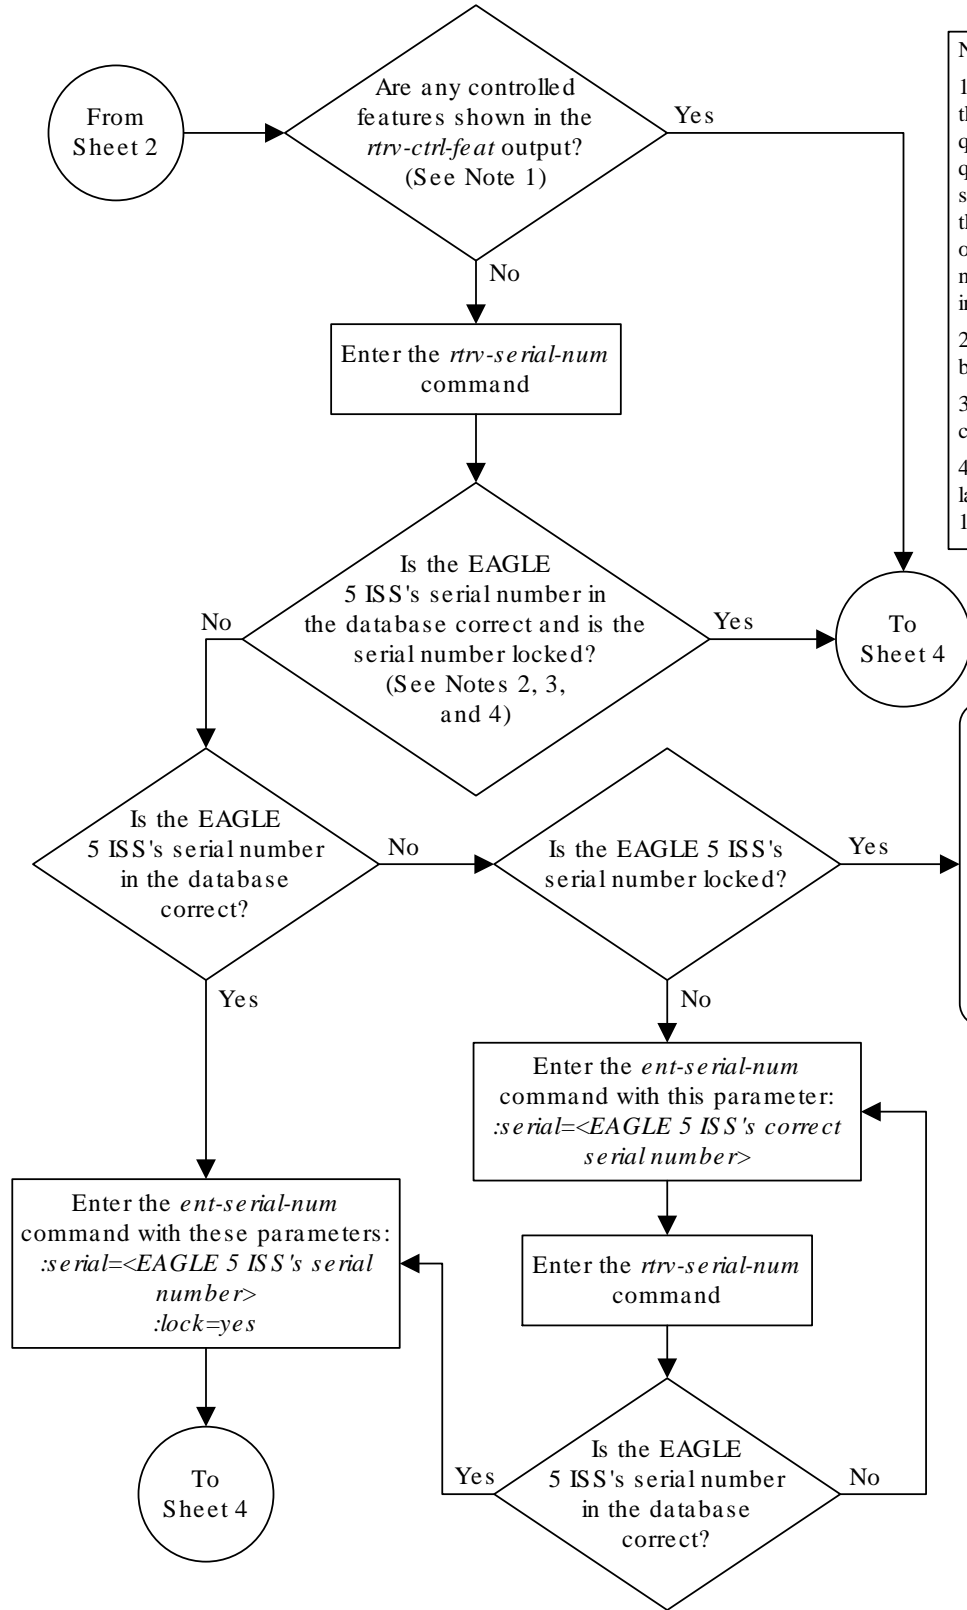 From
Sheet 2
Are any controlled
features shown in the
rtrv-ctrl-feat output?
(See Note 1)
Yes
No
Enter the rtrv-serial-num
command
Is the EAGLE
5 ISS's serial number in
the database correct and is the
serial number locked?
(See Notes 2, 3,
and 4)
No
Yes
To
Sheet 4
Is the EAGLE
5 ISS's serial number
in the database
correct?
No
Is the EAGLE 5 ISS's
serial number locked?
Yes
Yes
No
Enter the ent-serial-num
command with this parameter:
:serial=<EAGLE 5 ISS's correct
serial number>
Enter the ent-serial-num
command with these parameters:
:serial=<EAGLE 5 ISS's serial
number>
:lock=yes
Enter the rtrv-serial-num
command
Is the EAGLE
5 ISS's serial number
in the database
correct?
Yes
No
To
Sheet 4
1
2
3
4
1